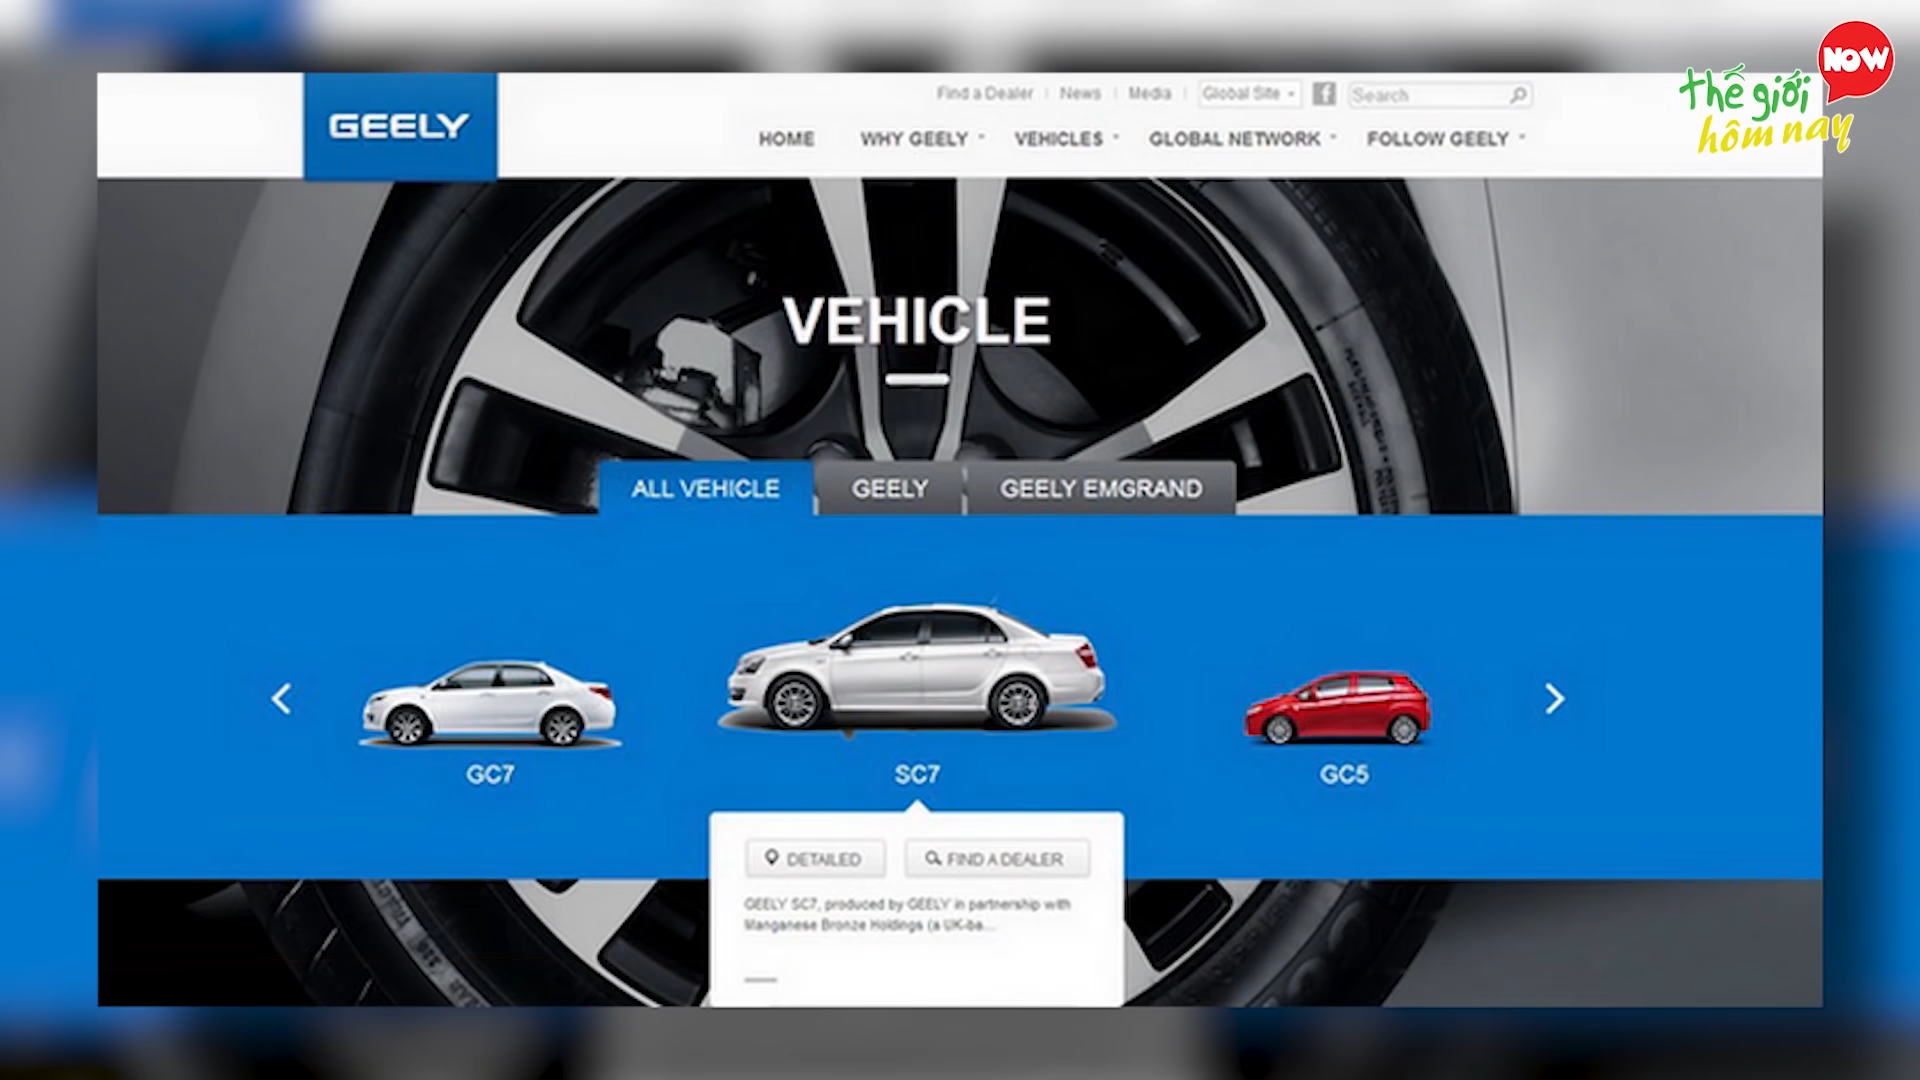 NOW
thế giới
hôm nay
GEELY
Find a Dealer
News
Media
Global Site
f
Search
HOME
WHY GEELY
VEHICLES
GLOBAL NETWORK
FOLLOW GEELY
VEHICLE
ALL VEHICLE
GEELY
GEELY EMGRAND
GC7
SC7
GC5
DETAILED
FIND A DEALER
GEELY SC7, produced by GEELY in partnership with
Manganese Bronze Holdings (a UK-ba...